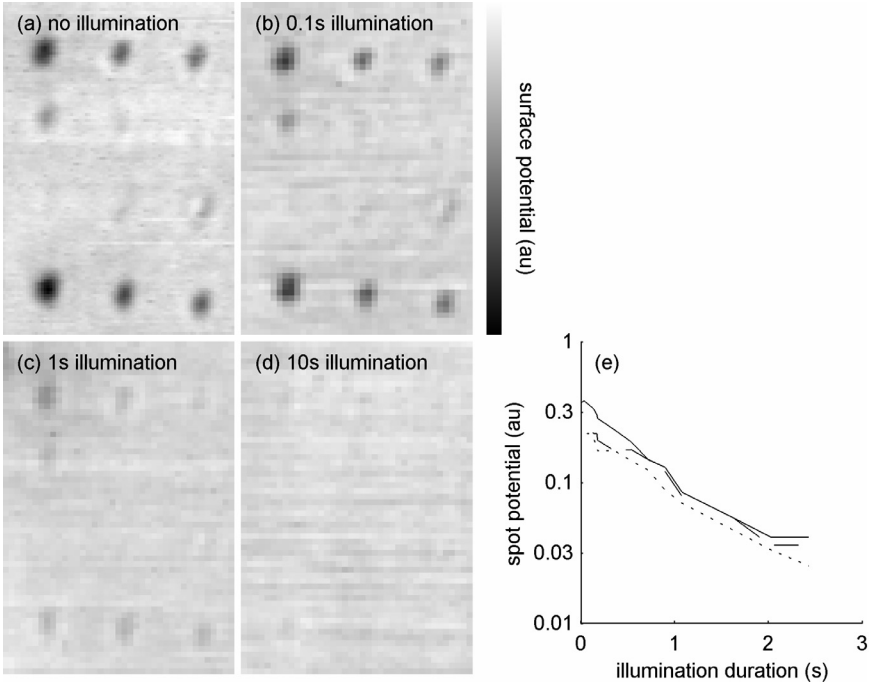 (a) no illumination
(b) 0.1s illumination
surface potential (au)
(c) 1s illumination
(d) 10s illumination
(e)
spot potential (au)
1
0.3
0.1
0.03
0.01
0
1
2
3
illumination duration (s)